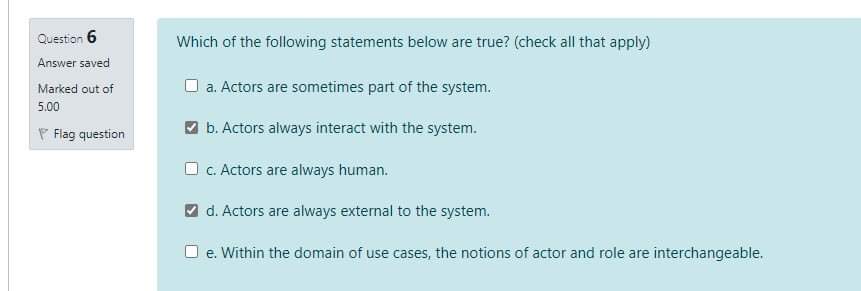 Question 6
Answer saved
Marked out of
5.00
Flag question
Which of the following statements below are true? (check all that apply)
a. Actors are sometimes part of the system.
b. Actors always interact with the system.
c. Actors are always human.
d. Actors are always external to the system.
e. Within the domain of use cases, the notions of actor and role are interchangeable.